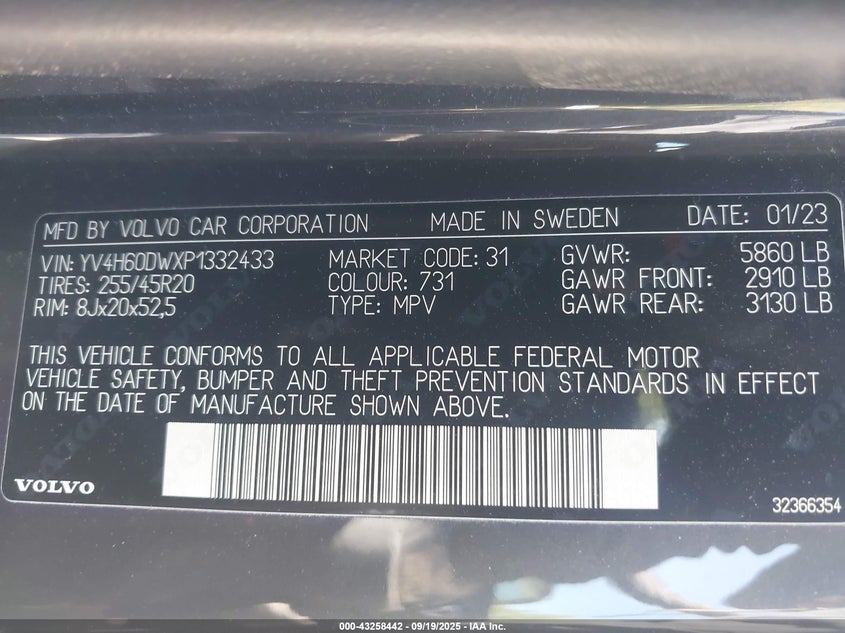 MFD BY VOLVO CAR CORPORATION MADE IN SWEDEN DATE: 01/23
VIN: YV4H60DWXP1332433 MARKET CODE: 31 GVWR: 5860 LB
TIRES: 255/45R20 COLOUR: 731 GAWR FRONT: 2910 LB
RIM: 8Jx20x52,5 TYPE: MPV GAWR REAR: 3130 LB
THIS VEHICLE CONFORMS TO ALL APPLICABLE FEDERAL MOTOR
VEHICLE SAFETY, BUMPER AND THEFT PREVENTION STANDARDS IN EFFECT
ON THE DATE OF MANUFACTURE SHOWN ABOVE.
VOLVO
32366354
000-43258442 - 09/19/2025 - IAA Inc.